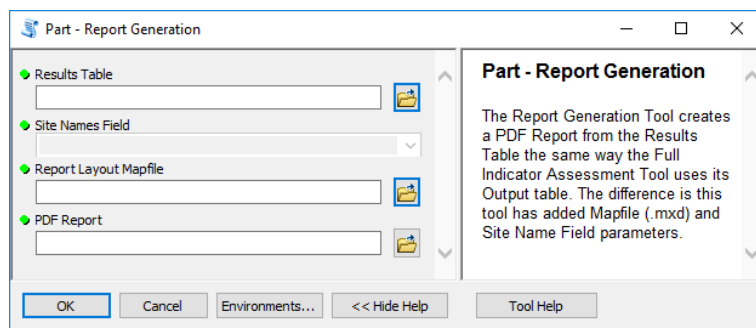 Part - Report Generation
Results Table
Site Names Field
Report Layout Mapfile
PDF Report
Part - Report Generation
The Report Generation Tool creates
a PDF Report from the Results
Table the same way the Full
Indicator Assessment Tool uses its
Output table. The difference is this
tool has added Mapfile (.mxd) and
Site Name Field parameters.
OK Cancel Environments... << Hide Help Tool Help